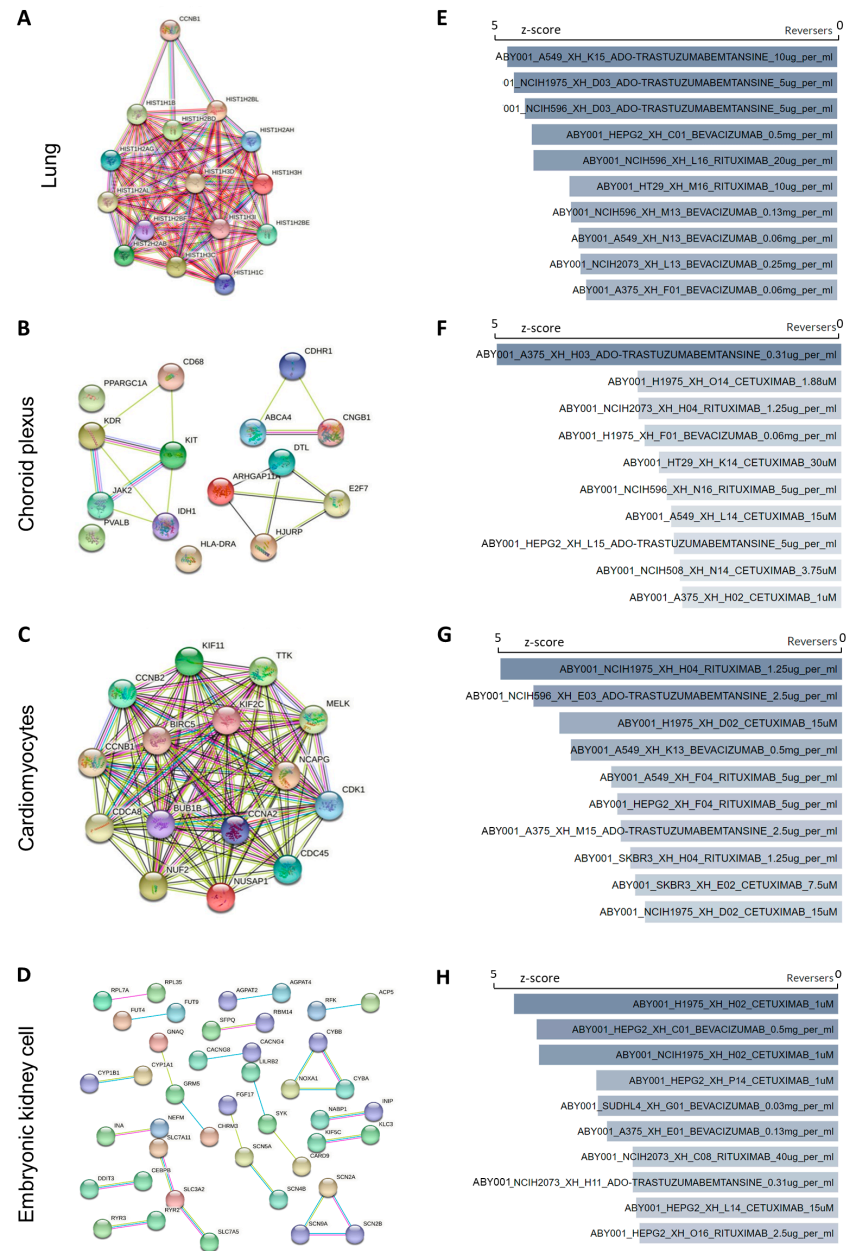 A
CCNB1
HIST1H1B
HIST1H2BL
HIST1H2BD
HIST1H2AH
HIST1H2AG
HIST1H3D
HIST1H3H
HIST1H2AL
HIST1H2BF
HIST1H3I
HIST1H2BE
HIST2H2AB
HIST1H3C
HIST1H1C
Lung
E
5
z-score
Reversers
0
ABY001_A549_XH_K15_ADO-TRASTUZUMABEMTANSINE_10ug_per_ml
01_NCIH1975_XH_D03_ADO-TRASTUZUMABEMTANSINE_5ug_per_ml
001_NCIH596_XH_D03_ADO-TRASTUZUMABEMTANSINE_5ug_per_ml
ABY001_HEPG2_XH_C01_BEVACIZUMAB_0.5mg_per_ml
ABY001_NCIH596_XH_L16_RITUXIMAB_20ug_per_ml
ABY001_HT29_XH_M16_RITUXIMAB_10ug_per_ml
ABY001_NCIH596_XH_M13_BEVACIZUMAB_0.13mg_per_ml
ABY001_A549_XH_N13_BEVACIZUMAB_0.06mg_per_ml
ABY001_NCIH2073_XH_L13_BEVACIZUMAB_0.25mg_per_ml
ABY001_A375_XH_F01_BEVACIZUMAB_0.06mg_per_ml
B
CD68
CDHR1
PPARGC1A
KDR
ABCA4
CNGB1
KIT
DTL
ARHGAP11A
JAK2
E2F7
IDH1
PVALB
HJURP
HLA-DRA
Choroid plexus
F
5
z-score
Reversers
0
ABY001_A375_XH_H03_ADO-TRASTUZUMABEMTANSINE_0.31ug_per_ml
ABY001_H1975_XH_O14_CETUXIMAB_1.88uM
ABY001_NCIH2073_XH_H04_RITUXIMAB_1.25ug_per_ml
ABY001_H1975_XH_F01_BEVACIZUMAB_0.06mg_per_ml
ABY001_HT29_XH_K14_CETUXIMAB_30uM
ABY001_NCIH596_XH_N16_RITUXIMAB_5ug_per_ml
ABY001_A549_XH_L14_CETUXIMAB_15uM
ABY001_HEPG2_XH_L15_ADO-TRASTUZUMABEMTANSINE_5ug_per_ml
ABY001_NCIH508_XH_N14_CETUXIMAB_3.75uM
ABY001_A375_XH_H02_CETUXIMAB_1uM
C
KIF11
TTK
CCNB2
KIF2C
MELK
BIRC5
CCNB1
NCAPG
CDK1
CDCA8
BUB1B
CCNA2
CDC45
NUF2
NUSAP1
Cardiomyocytes
G
5
z-score
Reversers
0
ABY001_NCIH1975_XH_H04_RITUXIMAB_1.25ug_per_ml
ABY001_NCIH596_XH_E03_ADO-TRASTUZUMABEMTANSINE_2.5ug_per_ml
ABY001_H1975_XH_D02_CETUXIMAB_15uM
ABY001_A549_XH_K13_BEVACIZUMAB_0.5mg_per_ml
ABY001_A549_XH_F04_RITUXIMAB_5ug_per_ml
ABY001_HEPG2_XH_F04_RITUXIMAB_5ug_per_ml
ABY001_A375_XH_M15_ADO-TRASTUZUMABEMTANSINE_2.5ug_per_ml
ABY001_SKBR3_XH_H04_RITUXIMAB_1.25ug_per_ml
ABY001_SKBR3_XH_E02_CETUXIMAB_7.5uM
ABY001_NCIH1975_XH_D02_CETUXIMAB_15uM
D
RPL7A
RPL35
AGPAT2
AGPAT4
RFK
ACP5
FUT4
FUT9
SFPQ
RBM14
GNAQ
CACNG8
CACNG4
CYBB
CYP1B1
CYP1A1
LILRB2
NOXA1
CYBA
GRM5
FGF17
NABP1
INIP
INA
NEFM
CHRM3
SYK
KIF5C
KLC3
SLC7A11
SCN5A
CARD9
DDIT3
CEBPB
SLC3A2
SCN4B
SCN2A
RYR3
RYR2
SLC7A5
SCN9A
SCN2B
Embryonic kidney cell
H
5
z-score
Reversers
0
ABY001_H1975_XH_H02_CETUXIMAB_1uM
ABY001_HEPG2_XH_C01_BEVACIZUMAB_0.5mg_per_ml
ABY001_NCIH1975_XH_H02_CETUXIMAB_1uM
ABY001_HEPG2_XH_P14_CETUXIMAB_1uM
ABY001_SUDHL4_XH_G01_BEVACIZUMAB_0.03mg_per_ml
ABY001_A375_XH_E01_BEVACIZUMAB_0.13mg_per_ml
ABY001_NCIH2073_XH_C08_RITUXIMAB_40ug_per_ml
ABY001_NCIH2073_XH_H11_ADO-TRASTUZUMABEMTANSINE_0.31ug_per_ml
ABY001_HEPG2_XH_L14_CETUXIMAB_15uM
ABY001_HEPG2_XH_O16_RITUXIMAB_2.5ug_per_ml